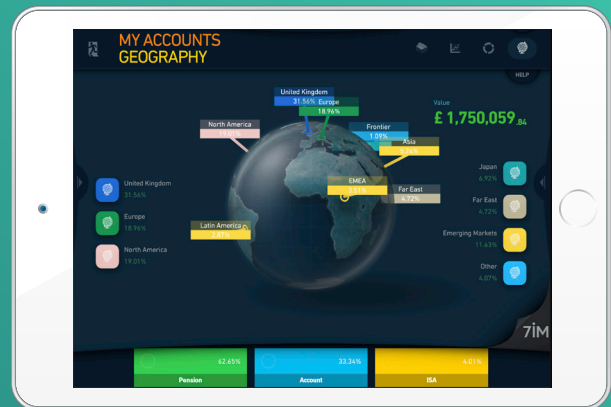 MY ACCOUNTS
GEOGRAPHY
HELP
Value
£ 1,750,059.84
United Kingdom
31.56%
Europe
18.96%
North America
19.01%
Frontier
1.09%
Asia
EMEA
Far East
4.72%
Latin America
United Kingdom
31.56%
Europe
18.96%
North America
19.01%
Japan
6.92%
Far East
4.72%
Emerging Markets
11.63%
Other
4.07%
7iM
62.65%
Pension
33.34%
Account
4.01%
ISA